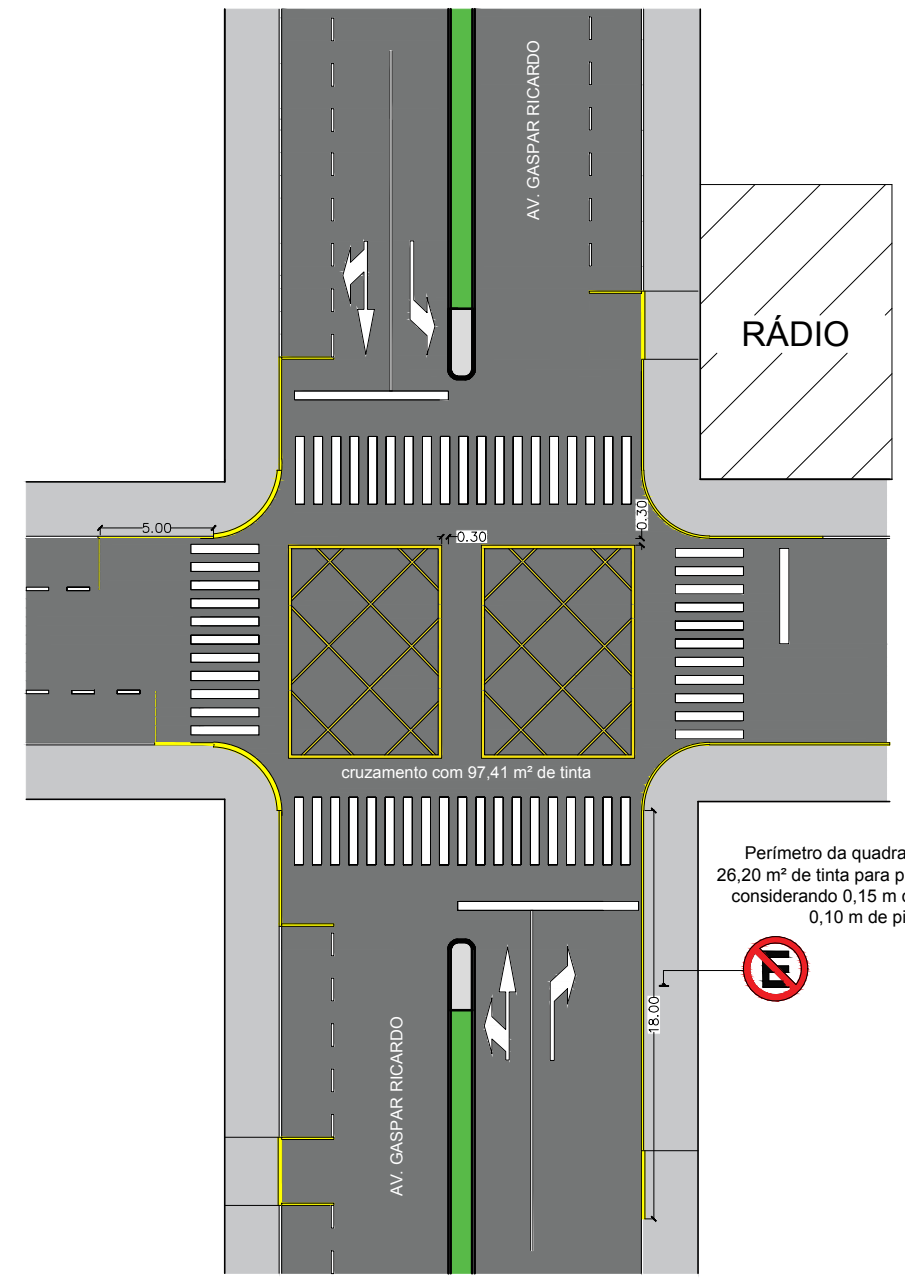 AV. GASPAR RICARDO
RÁDIO
5.00
0.30
0.30
cruzamento com 97,41 m² de tinta
Perímetro da quadra
26,20 m² de tinta para p
considerando 0,15 m
0,10 m de pi
E
18.00
AV. GASPAR RICARDO